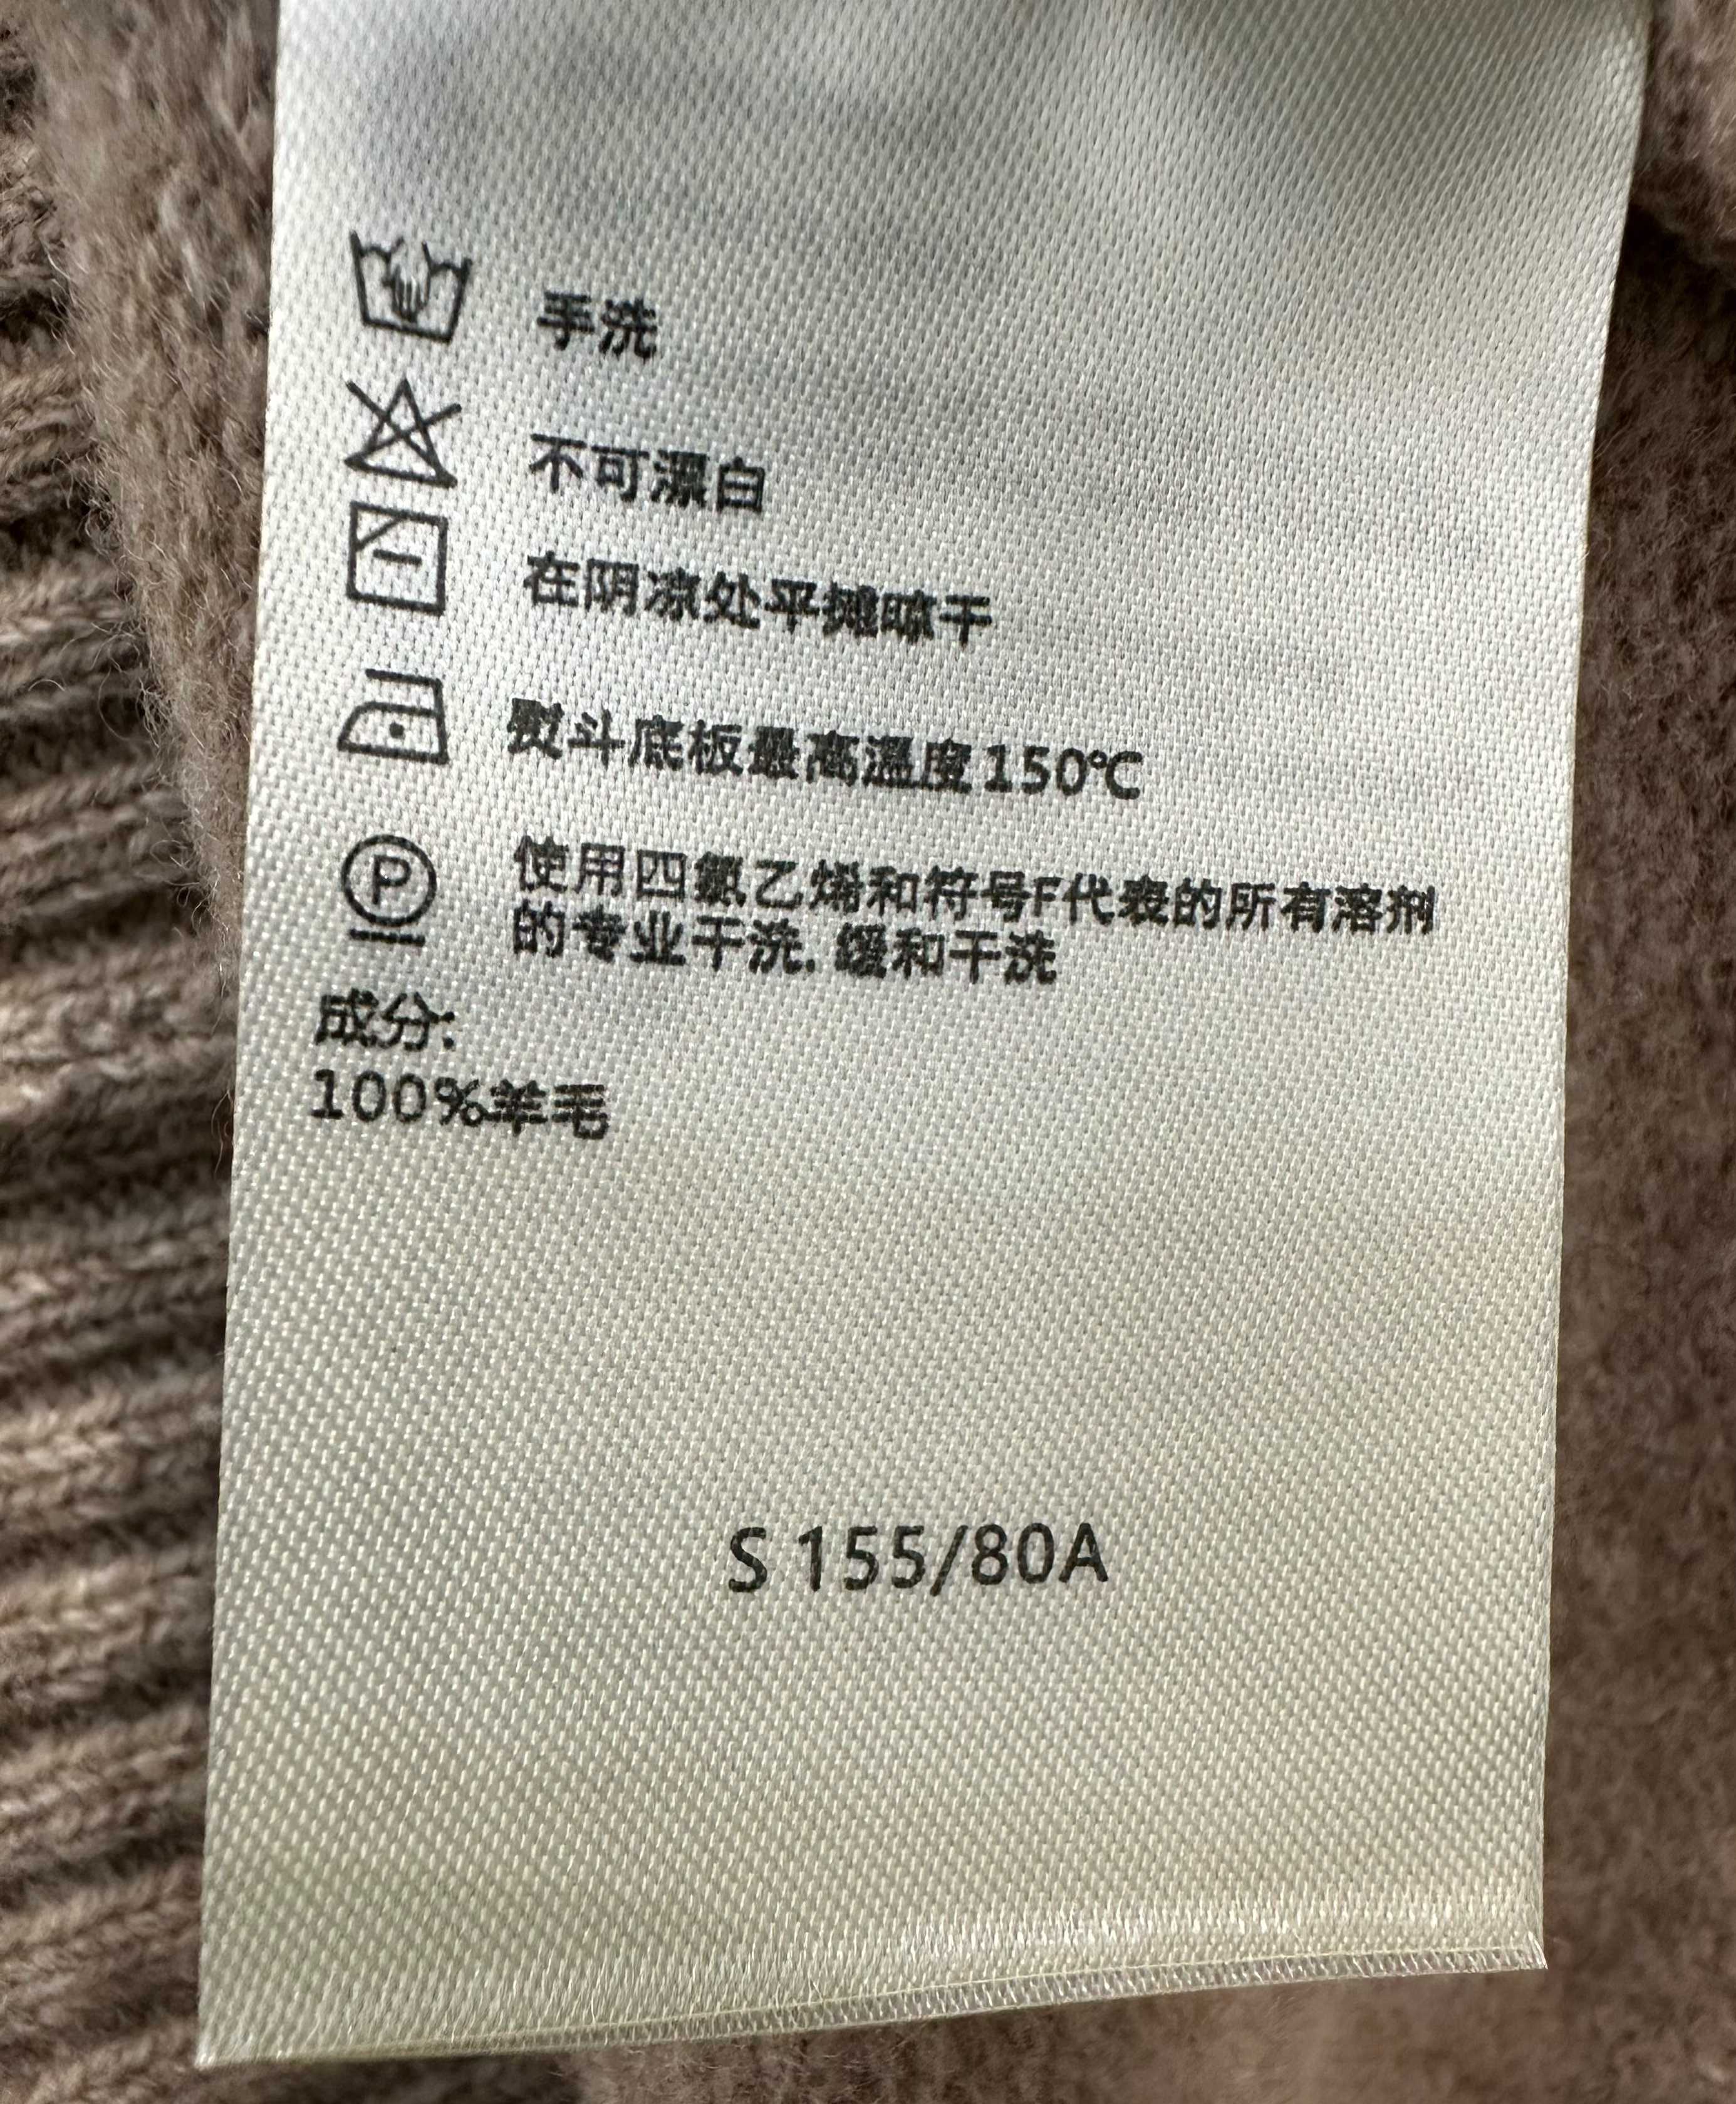 手洗
不可漂白
在阴凉处平摊晾干
熨斗底板最高温度150℃
P
使用四氯乙烯和符号F代表的所有溶剂
的专业干洗.缓和干洗
成分:
100%羊毛
S 155/80A